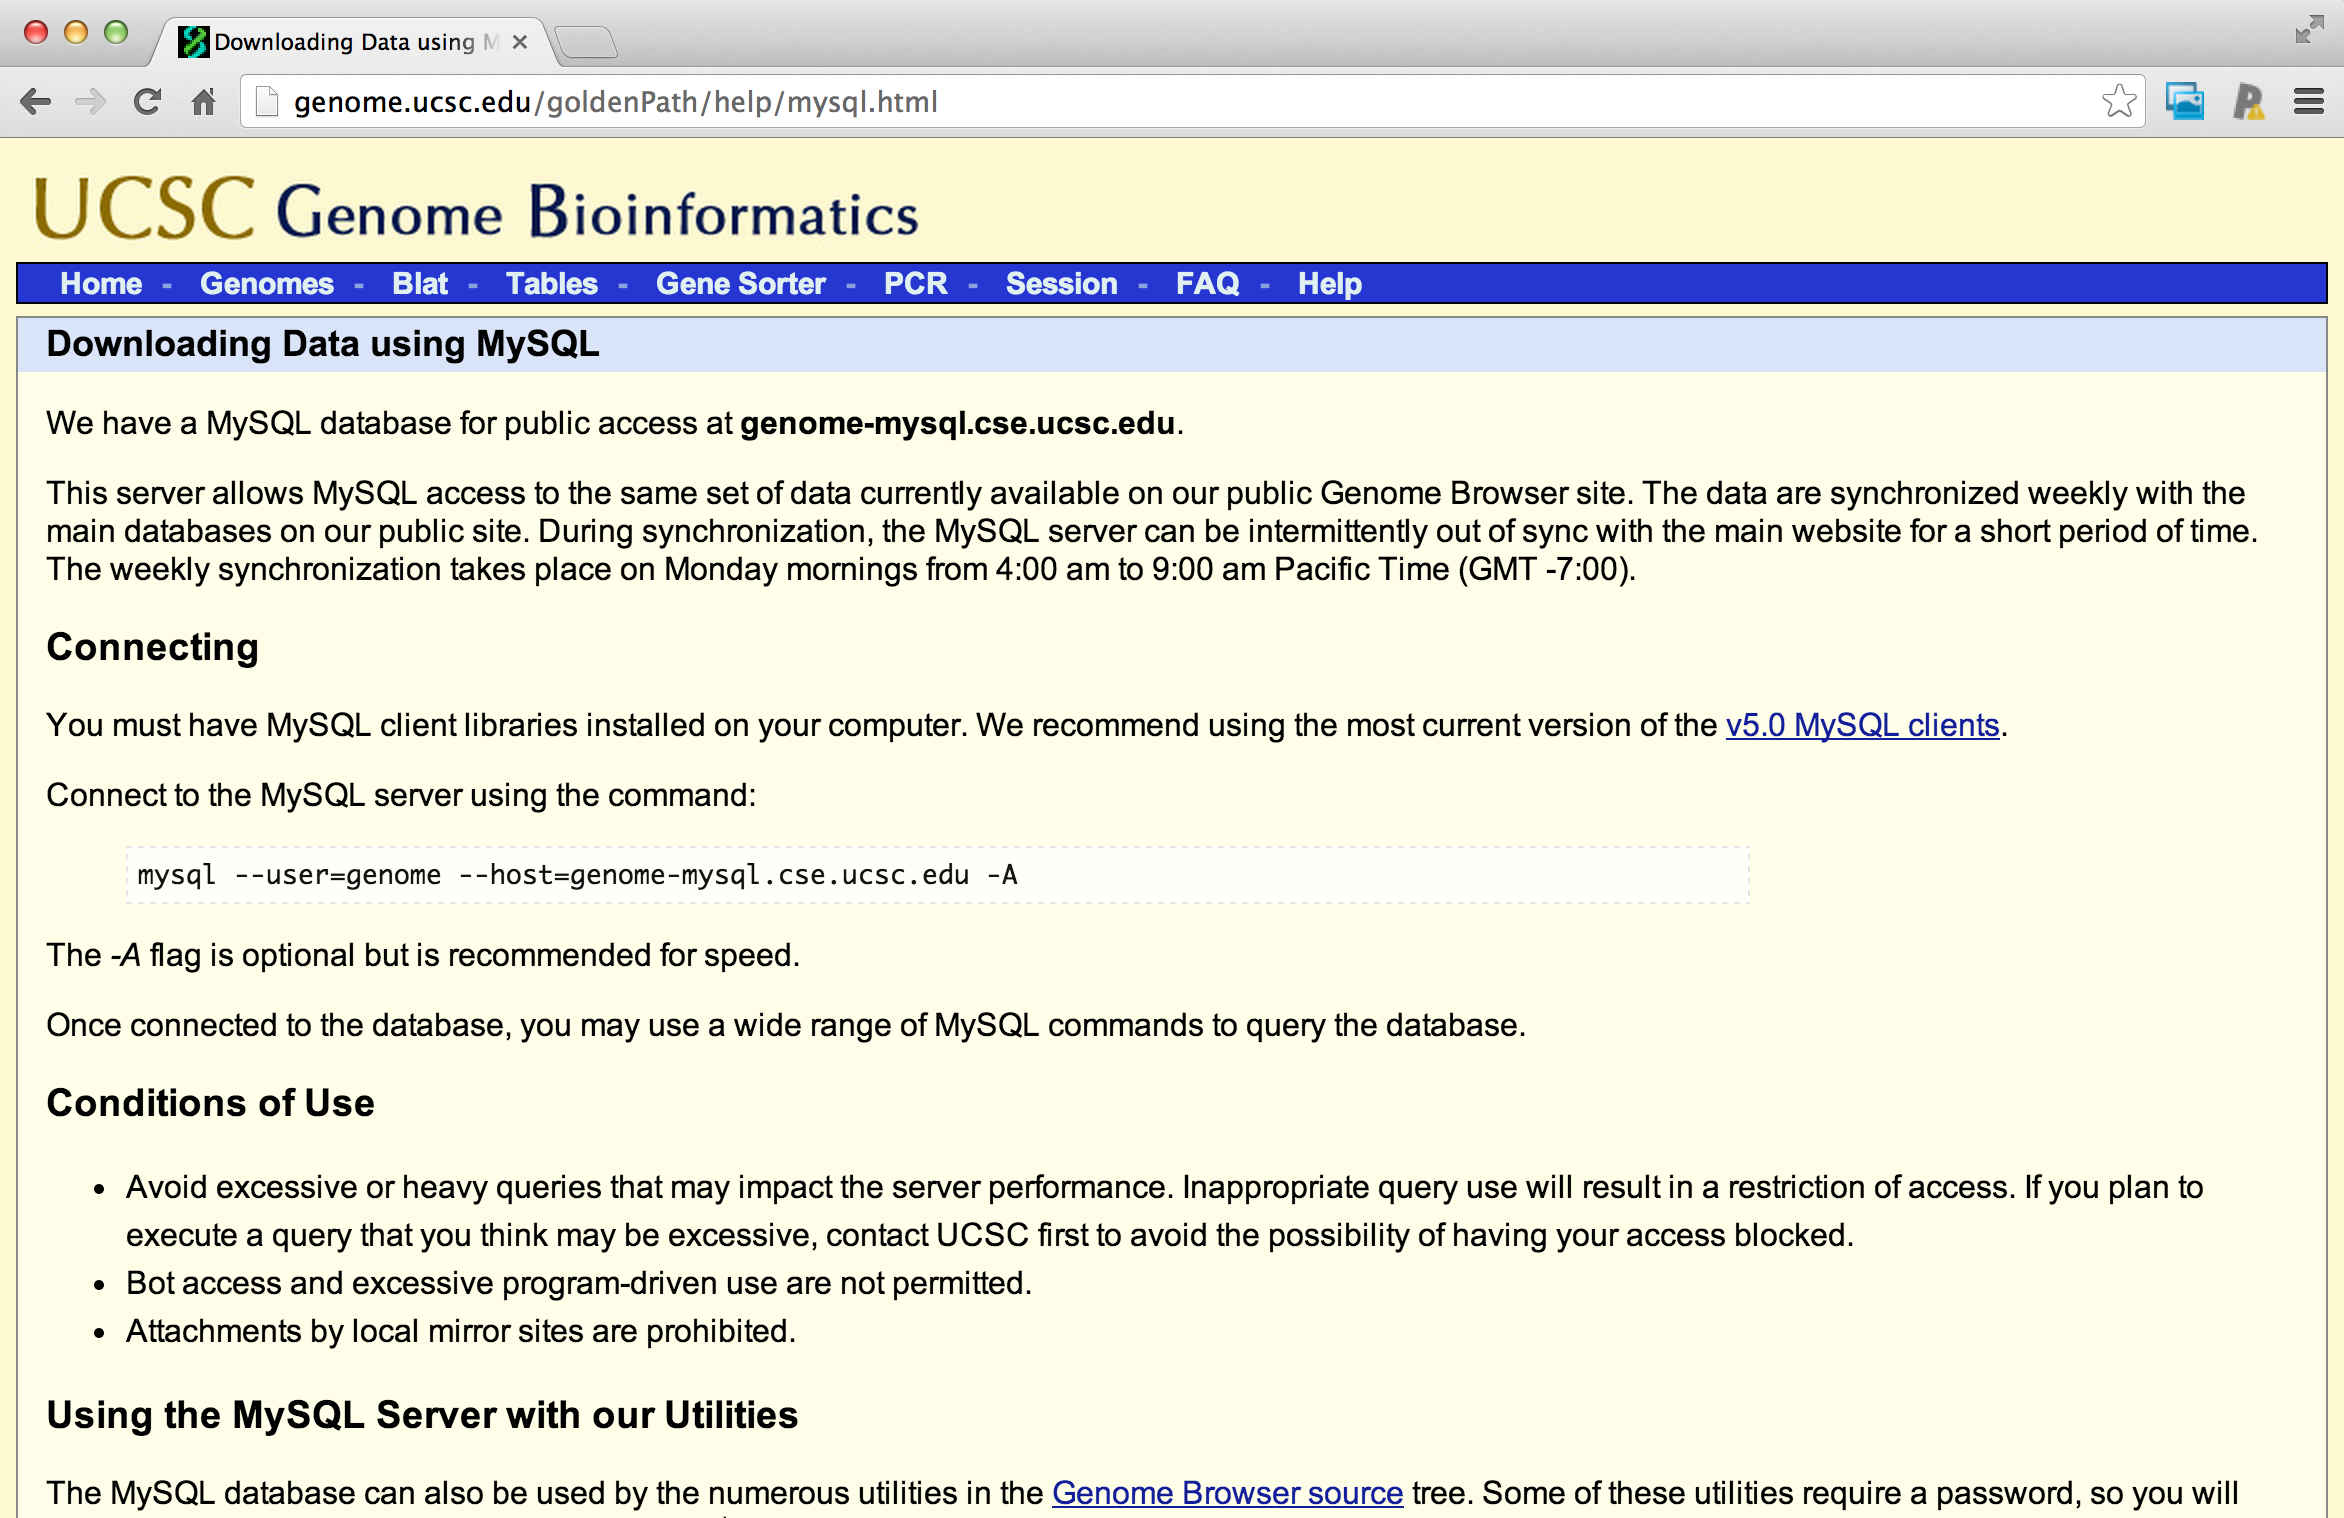 Downloading Data using M
genome.ucsc.edu/goldenPath/help/mysql.html
UCSC Genome Bioinformatics
Home - Genomes - Blat - Tables - Gene Sorter - PCR - Session - FAQ - Help
Downloading Data using MySQL
We have a MySQL database for public access at genome-mysql.cse.ucsc.edu.
This server allows MySQL access to the same set of data currently available on our public Genome Browser site. The data are synchronized weekly with the
main databases on our public site. During synchronization, the MySQL server can be intermittently out of sync with the main website for a short period of time.
The weekly synchronization takes place on Monday mornings from 4:00 am to 9:00 am Pacific Time (GMT -7:00).
Connecting
You must have MySQL client libraries installed on your computer. We recommend using the most current version of the v5.0 MySQL clients.
Connect to the MySQL server using the command:
mysql --user=genome --host=genome-mysql.cse.ucsc.edu -A
The -A flag is optional but is recommended for speed.
Once connected to the database, you may use a wide range of MySQL commands to query the database.
Conditions of Use
• Avoid excessive or heavy queries that may impact the server performance. Inappropriate query use will result in a restriction of access. If you plan to
execute a query that you think may be excessive, contact UCSC first to avoid the possibility of having your access blocked.
• Bot access and excessive program-driven use are not permitted.
• Attachments by local mirror sites are prohibited.
Using the MySQL Server with our Utilities
The MySQL database can also be used by the numerous utilities in the Genome Browser source tree. Some of these utilities require a password, so you will